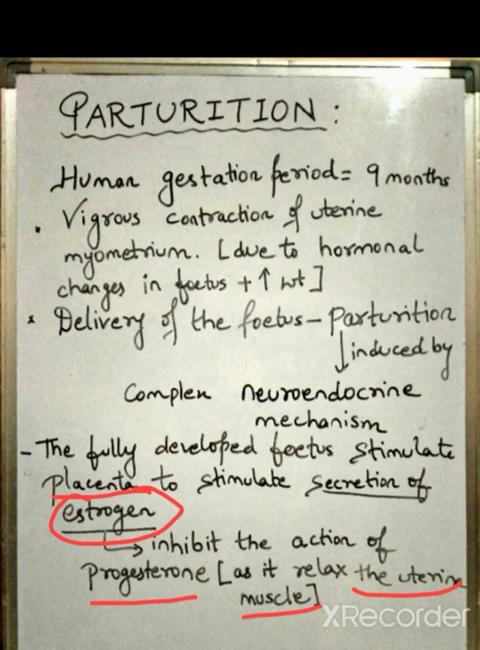 PARTURITION :
Human gestation period = 9 months
• Vigrous contraction of uterine
myometrium. [due to hormonal
changes in foetus + ↑ wt]
* Delivery of the foetus - Parturition
↓ induced by
Complex neuroendocrine
mechanism
- The fully developed foetus stimulate
placenta to stimulate secretion of
estrogen
↳ inhibit the action of
progesterone [as it relax the uterine
muscle]
XRecorder